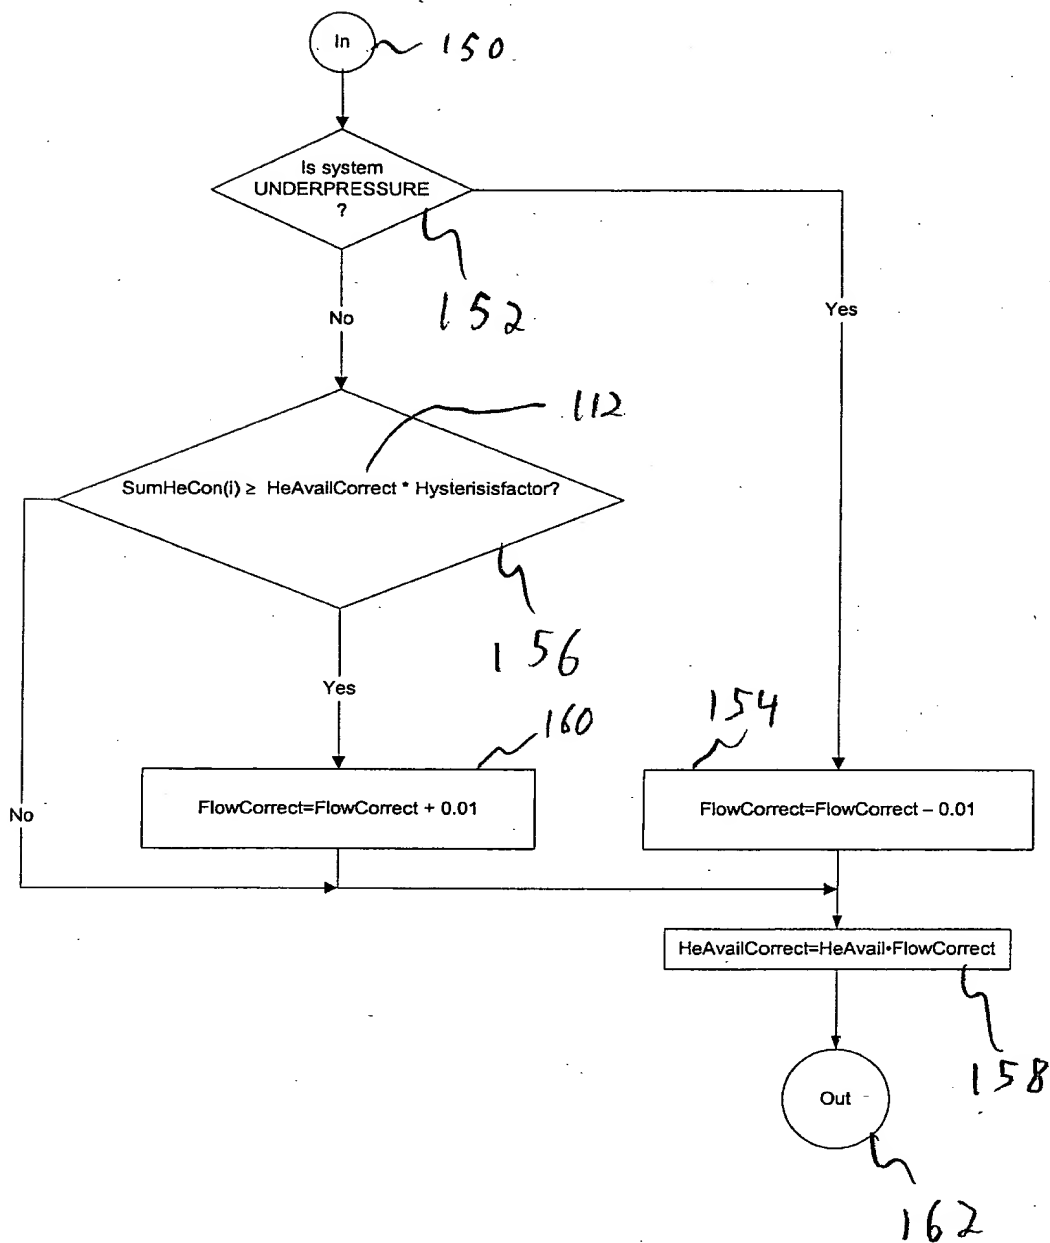 In
150
Is system
UNDERPRESSURE
?
152
Yes
No
112
SumHeCon(i) ≥ HeAvailCorrect * Hysterisisfactor?
156
Yes
160
154
FlowCorrect=FlowCorrect + 0.01
FlowCorrect=FlowCorrect – 0.01
No
HeAvailCorrect=HeAvail•FlowCorrect
158
Out
162